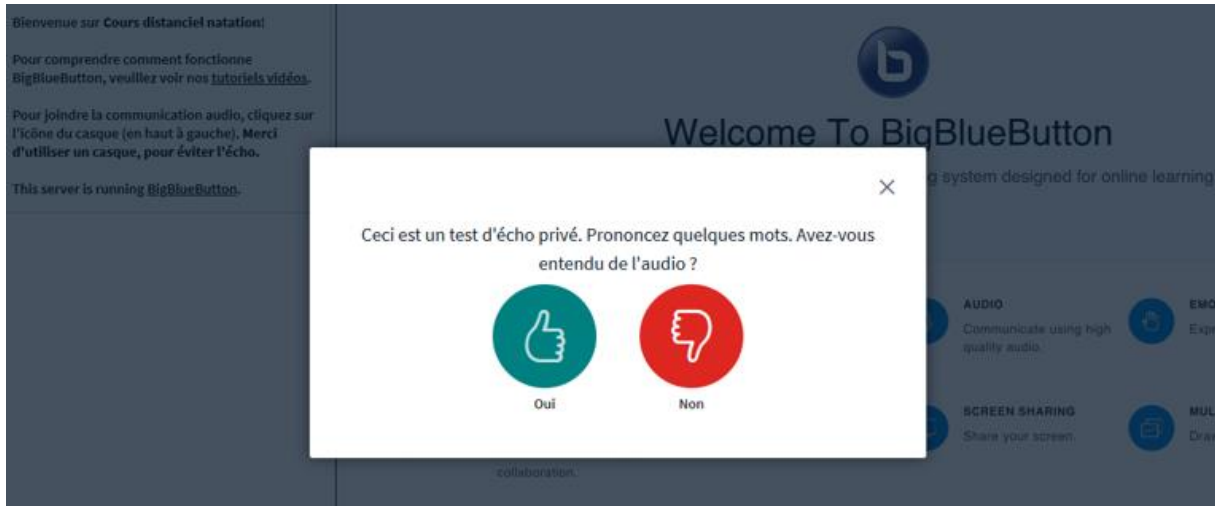 Bienvenue sur Cours distanciel natation!
Pour comprendre comment fonctionne
BigBlueButton, veuillez voir nos tutoriels vidéos.
Pour joindre la communication audio, cliquez sur
l'icône du casque (en haut à gauche). Merci
d'utiliser un casque, pour éviter l'écho.
This server is running BigBlueButton.
Welcome To BigBlueButton
g system designed for online learning
Ceci est un test d'écho privé. Prononcez quelques mots. Avez-vous
entendu de l'audio ?
Oui
Non
AUDIO
Communicate using high
quality audio.
EMO
Expr
SCREEN SHARING
Share your screen.
MUL
Draw
collaboration.